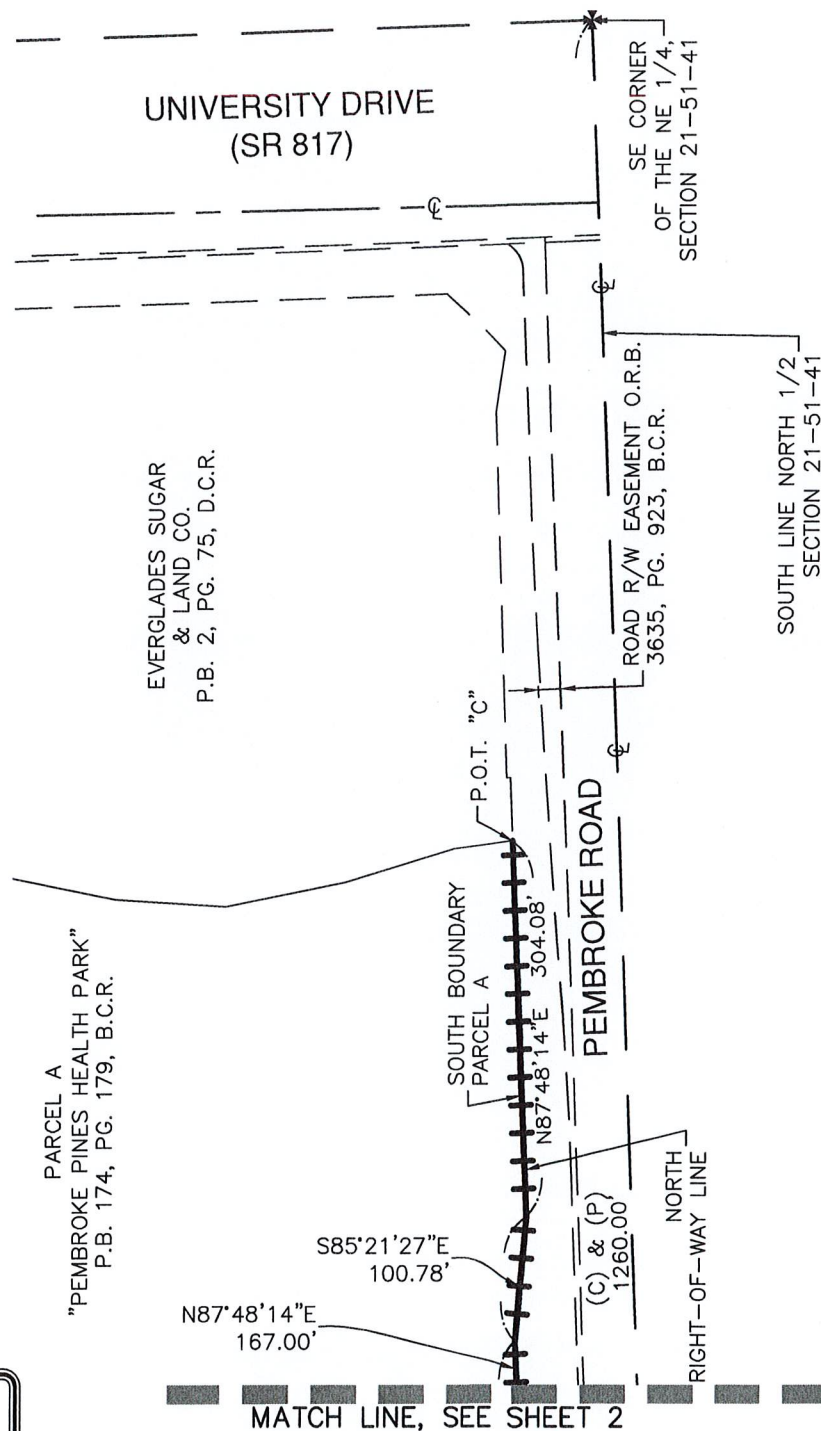 UNIVERSITY DRIVE
(SR 817)
SE CORNER
OF THE NE 1/4,
SECTION 21-51-41
EVERGLADES SUGAR
& LAND CO.
P.B. 2, PG. 75, D.C.R.
ROAD R/W EASEMENT O.R.B.
3635, PG. 923, B.C.R.
SOUTH LINE NORTH 1/2
SECTION 21-51-41
P.O.T. "C"
PARCEL A
"PEMBROKE PINES HEALTH PARK"
P.B. 174, PG. 179, B.C.R.
SOUTH BOUNDARY
PARCEL A
N87°48'14"E 304.08'
PEMBROKE ROAD
S85°21'27"E
100.78'
N87°48'14"E
167.00'
(C) & (P)
1260.00'
NORTH
RIGHT-OF-WAY LINE
MATCH LINE, SEE SHEET 2